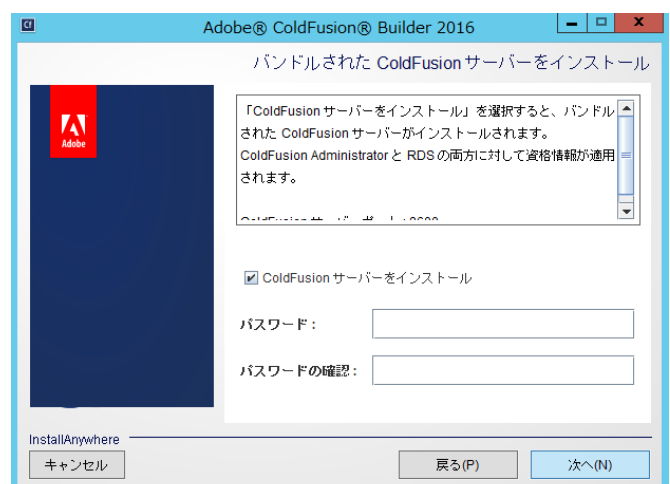 Cf
Adobe® ColdFusion® Builder 2016
バンドルされた ColdFusion サーバーをインストール
Adobe
「ColdFusion サーバーをインストール」を選択すると、バンドル
された ColdFusion サーバーがインストールされます。
ColdFusion Administrator と RDS の両方に対して資格情報が適用
されます。
ColdFusion サーバーをインストール
パスワード :
パスワードの確認 :
InstallAnywhere
キャンセル
戻る(P)
次へ(N)